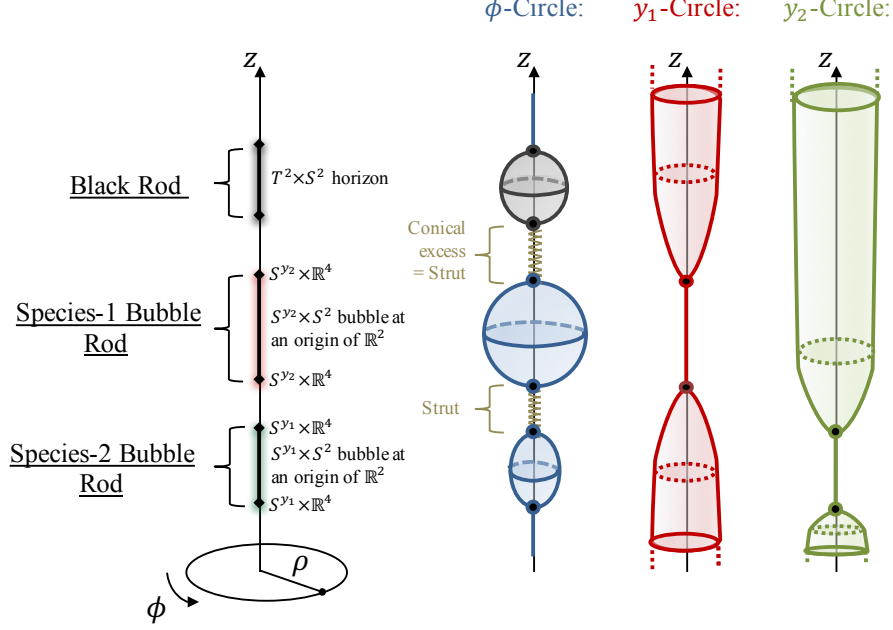 ϕ-Circle:
y₁-Circle:
y₂-Circle:
z
z
z
z
Black Rod
T²×S² horizon
Conical
excess
= Strut
Species-1 Bubble
Rod
S^{y₂}×ℝ⁴
S^{y₂}×S² bubble at
an origin of ℝ²
S^{y₂}×ℝ⁴
Strut
Species-2 Bubble
Rod
S^{y₁}×ℝ⁴
S^{y₁}×S² bubble at
an origin of ℝ²
S^{y₁}×ℝ⁴
ρ
ϕ